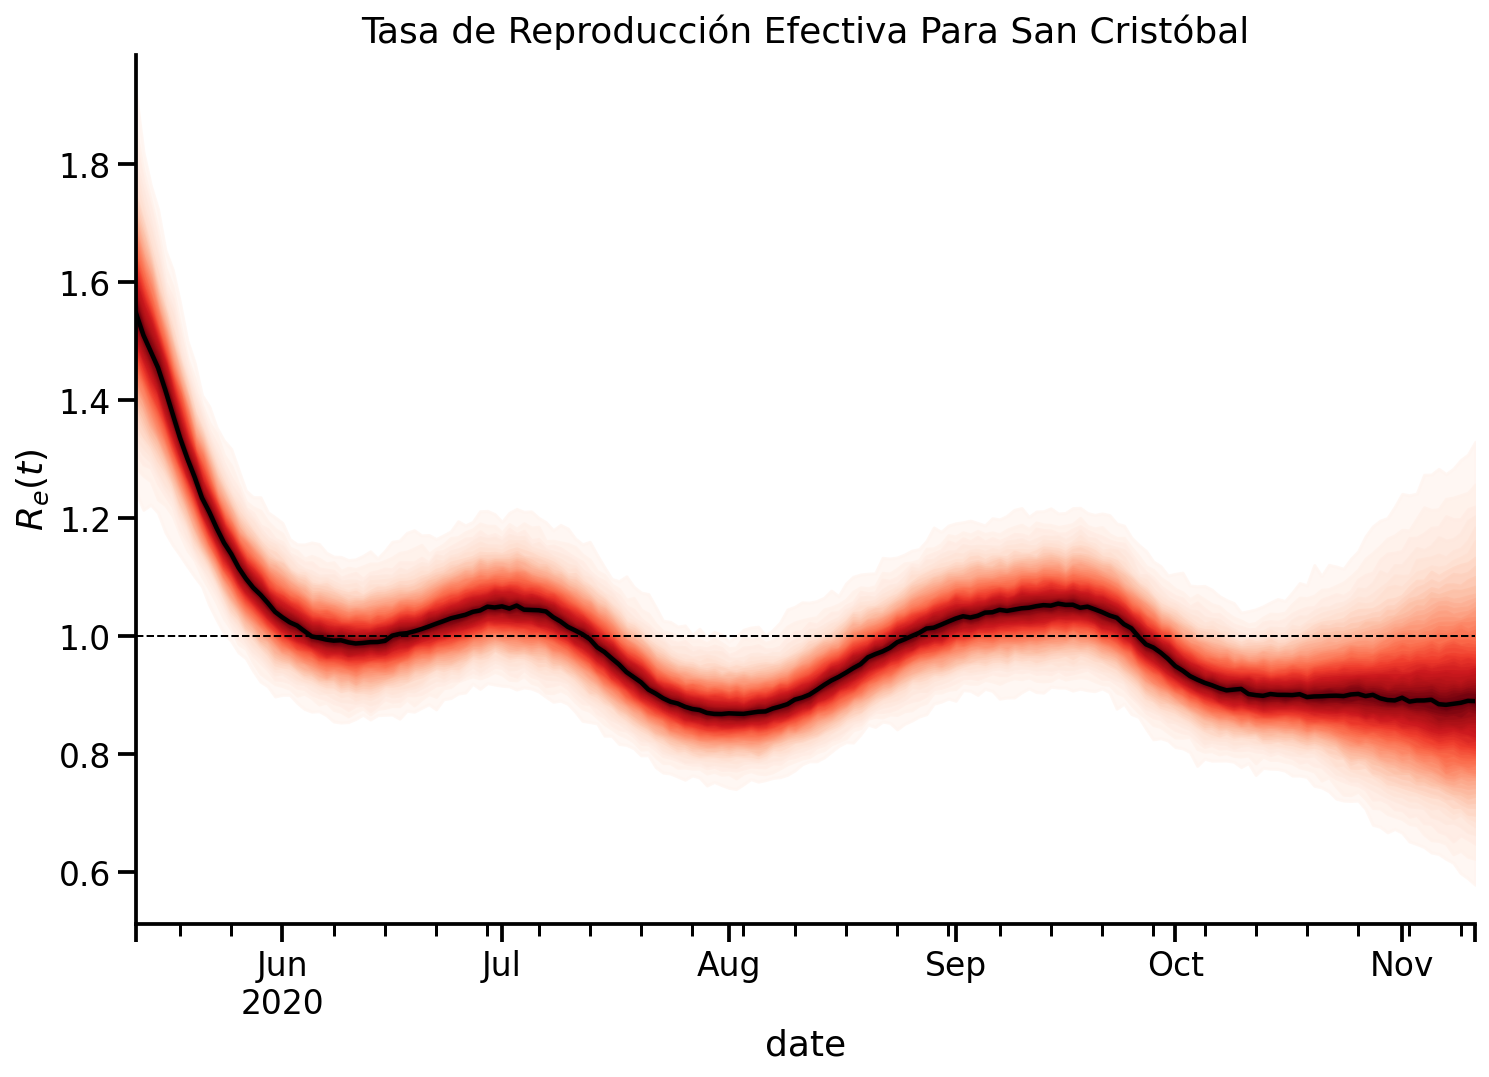 Tasa de Reproducción Efectiva Para San Cristóbal
1.8
1.6
1.4
1.2
1.0
0.8
0.6
Re(t)
Jun Jul Aug Sep Oct Nov
2020
date